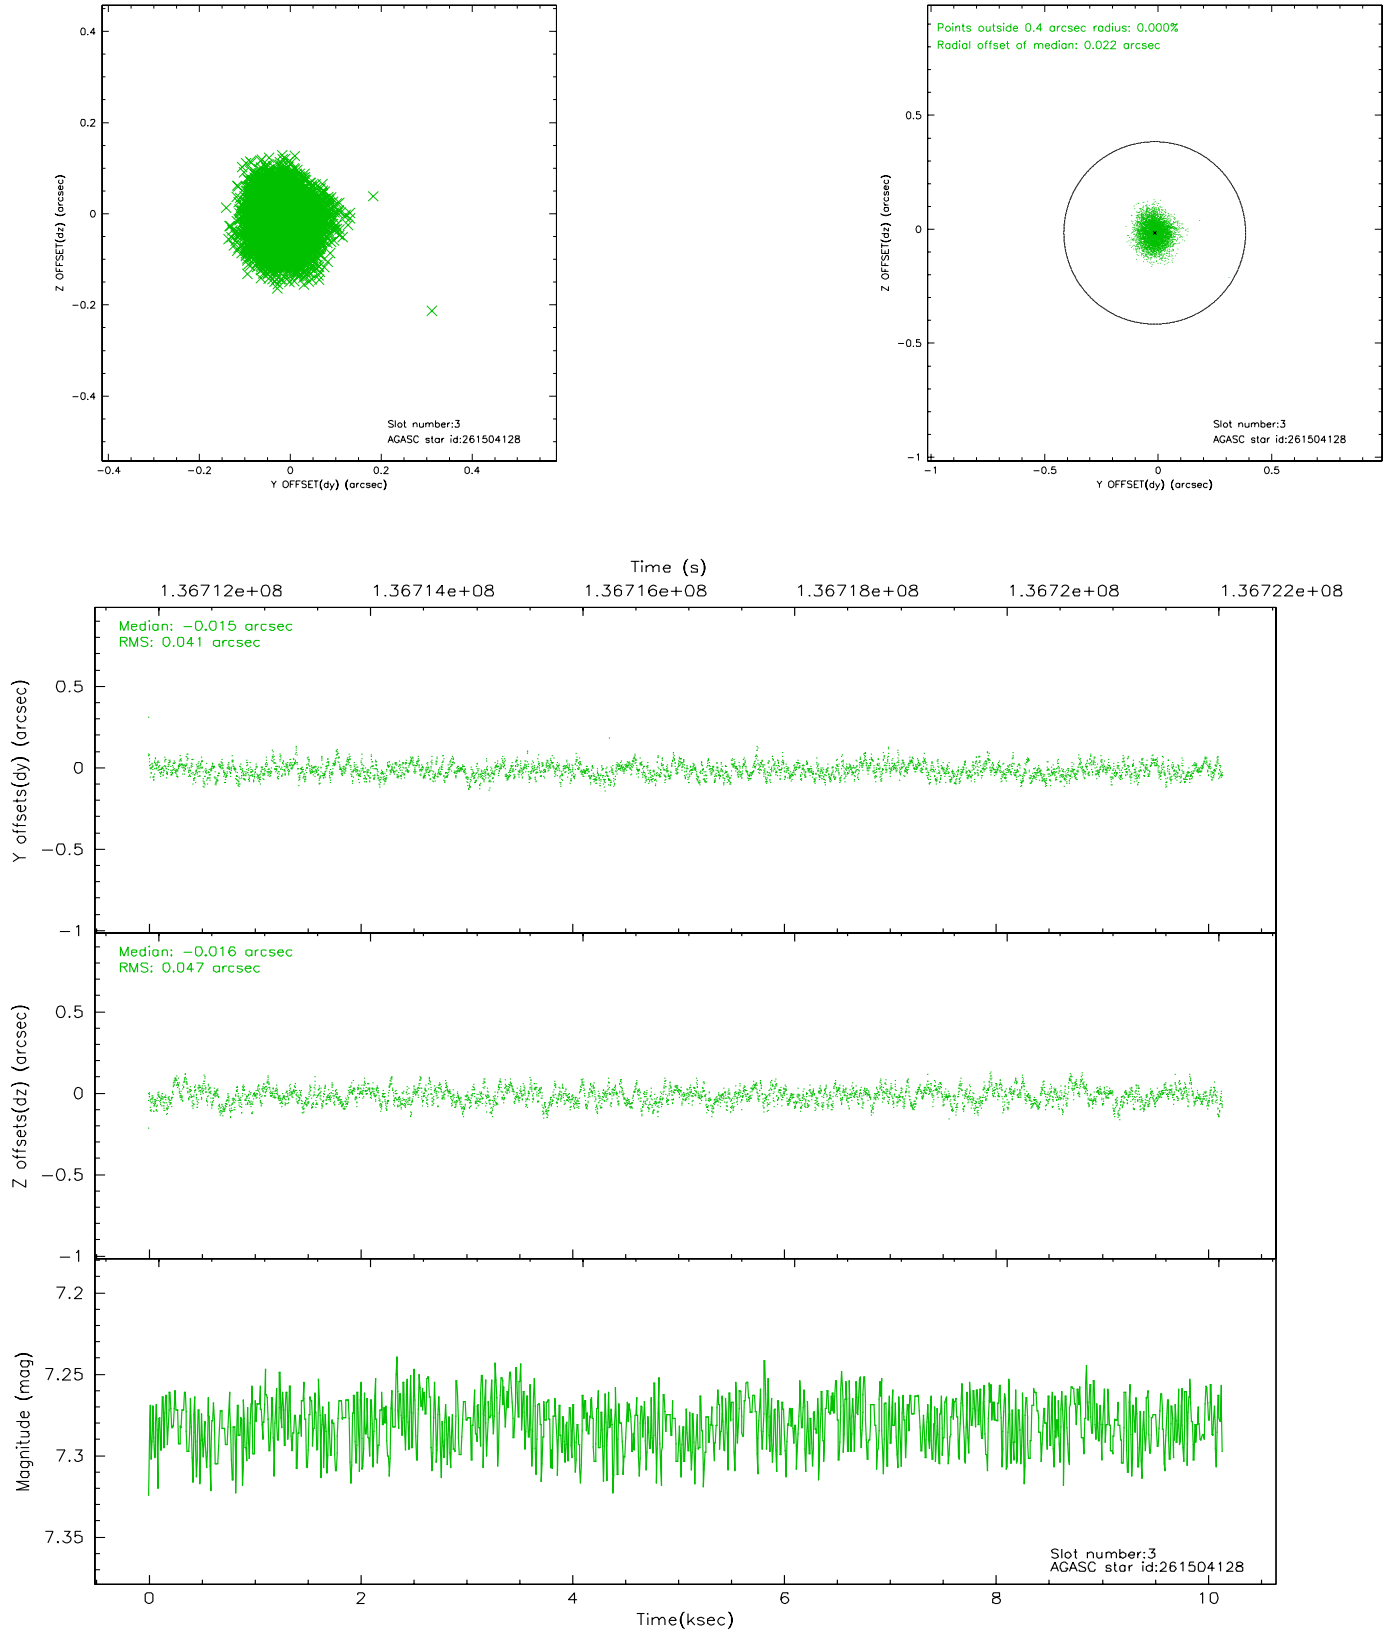 0.4
0.2
0
−0.2
−0.4
Z OFFSET(dz) (arcsec)
Slot number:3
AGASC star id:261504128
−0.4 −0.2 0 0.2 0.4
Y OFFSET(dy) (arcsec)
Points outside 0.4 arcsec radius: 0.000%
Radial offset of median: 0.022 arcsec
0.5
0
−0.5
−1
Z OFFSET(dz) (arcsec)
Slot number:3
AGASC star id:261504128
−1 −0.5 0 0.5
Y OFFSET(dy) (arcsec)
Time (s)
1.36712e+08 1.36714e+08 1.36716e+08 1.36718e+08 1.3672e+08 1.36722e+08
Median: −0.015 arcsec
RMS: 0.041 arcsec
0.5
0
−0.5
−1
Y offsets(dy) (arcsec)
Median: −0.016 arcsec
RMS: 0.047 arcsec
0.5
0
−0.5
−1
Z offsets(dz) (arcsec)
7.2
7.25
7.3
7.35
Magnitude (mag)
Slot number:3
AGASC star id:261504128
0 2 4 6 8 10
Time(ksec)